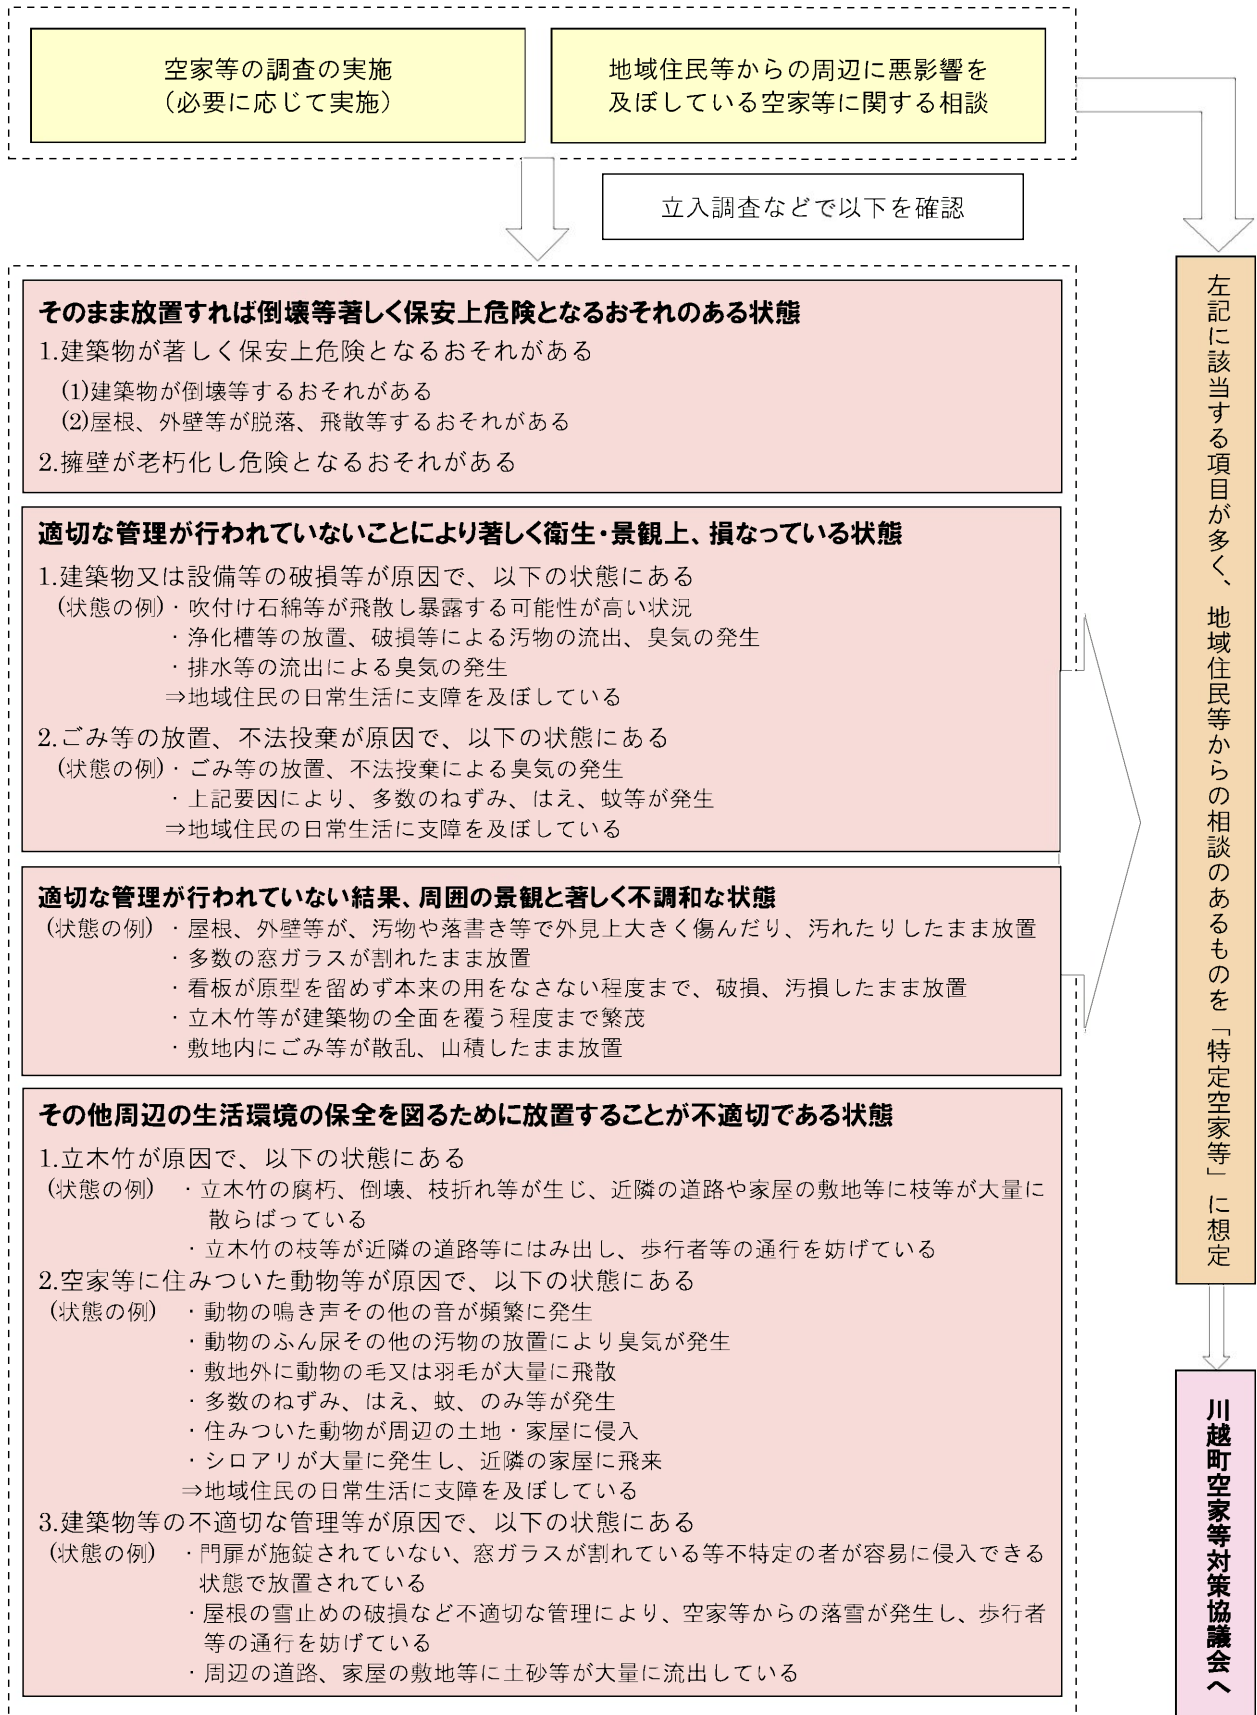 空家等の調査の実施
（必要に応じて実施）
地域住民等からの周辺に悪影響を
及ぼしている空家等に関する相談
立入調査などで以下を確認
そのまま放置すれば倒壊等著しく保安上危険となるおそれのある状態
1.建築物が著しく保安上危険となるおそれがある
(1)建築物が倒壊等するおそれがある
(2)屋根、外壁等が脱落、飛散等するおそれがある
2.擁壁が老朽化し危険となるおそれがある
適切な管理が行われていないことにより著しく衛生・景観上、損なっている状態
1.建築物又は設備等の破損等が原因で、以下の状態にある
(状態の例)・吹付け石綿等が飛散し暴露する可能性が高い状況
・浄化槽等の放置、破損等による汚物の流出、臭気の発生
・排水等の流出による臭気の発生
⇒地域住民の日常生活に支障を及ぼしている
2.ごみ等の放置、不法投棄が原因で、以下の状態にある
(状態の例)・ごみ等の放置、不法投棄による臭気の発生
・上記要因により、多数のねずみ、はえ、蚊等が発生
⇒地域住民の日常生活に支障を及ぼしている
適切な管理が行われていない結果、周囲の景観と著しく不調和な状態
(状態の例) ・屋根、外壁等が、汚物や落書き等で外見上大きく傷んだり、汚れたりしたまま放置
・多数の窓ガラスが割れたまま放置
・看板が原型を留めず本来の用をなさない程度まで、破損、汚損したまま放置
・立木竹等が建築物の全面を覆う程度まで繁茂
・敷地内にごみ等が散乱、山積したまま放置
その他周辺の生活環境の保全を図るために放置することが不適切である状態
1.立木竹が原因で、以下の状態にある
(状態の例) ・立木竹の腐朽、倒壊、枝折れ等が生じ、近隣の道路や家屋の敷地等に枝等が大量に
散らばっている
・立木竹の枝等が近隣の道路等にはみ出し、歩行者等の通行を妨げている
2.空家等に住みついた動物等が原因で、以下の状態にある
(状態の例) ・動物の鳴き声その他の音が頻繁に発生
・動物のふん尿その他の汚物の放置により臭気が発生
・敷地外に動物の毛又は羽毛が大量に飛散
・多数のねずみ、はえ、蚊、のみ等が発生
・住みついた動物が周辺の土地・家屋に侵入
・シロアリが大量に発生し、近隣の家屋に飛来
⇒地域住民の日常生活に支障を及ぼしている
3.建築物等の不適切な管理等が原因で、以下の状態にある
(状態の例) ・門扉が施錠されていない、窓ガラスが割れている等不特定の者が容易に侵入できる
状態で放置されている
・屋根の雪止めの破損など不適切な管理により、空家等からの落雪が発生し、歩行者
等の通行を妨げている
・周辺の道路、家屋の敷地等に土砂等が大量に流出している
左記に該当する項目が多く、地域住民等からの相談のあるものを「特定空家等」に想定
川越町空家等対策協議会へ